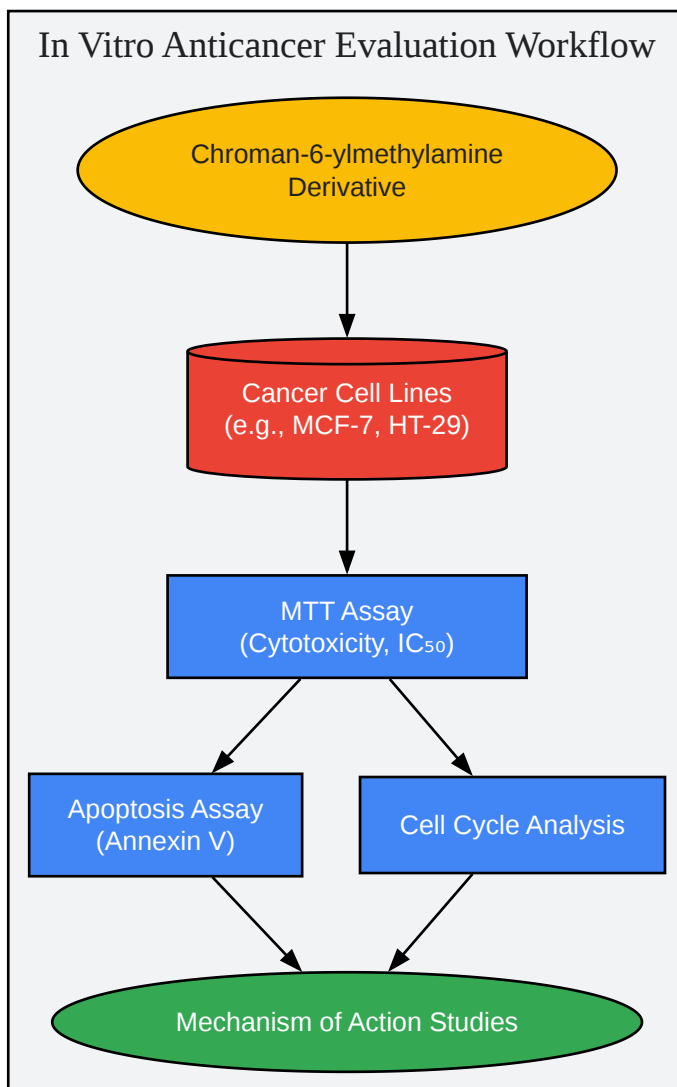 In Vitro Anticancer Evaluation Workflow
Chroman-6-ylmethylamine
Derivative
Cancer Cell Lines
(e.g., MCF-7, HT-29)
MTT Assay
(Cytotoxicity, IC₅₀)
Apoptosis Assay
(Annexin V)
Cell Cycle Analysis
Mechanism of Action Studies